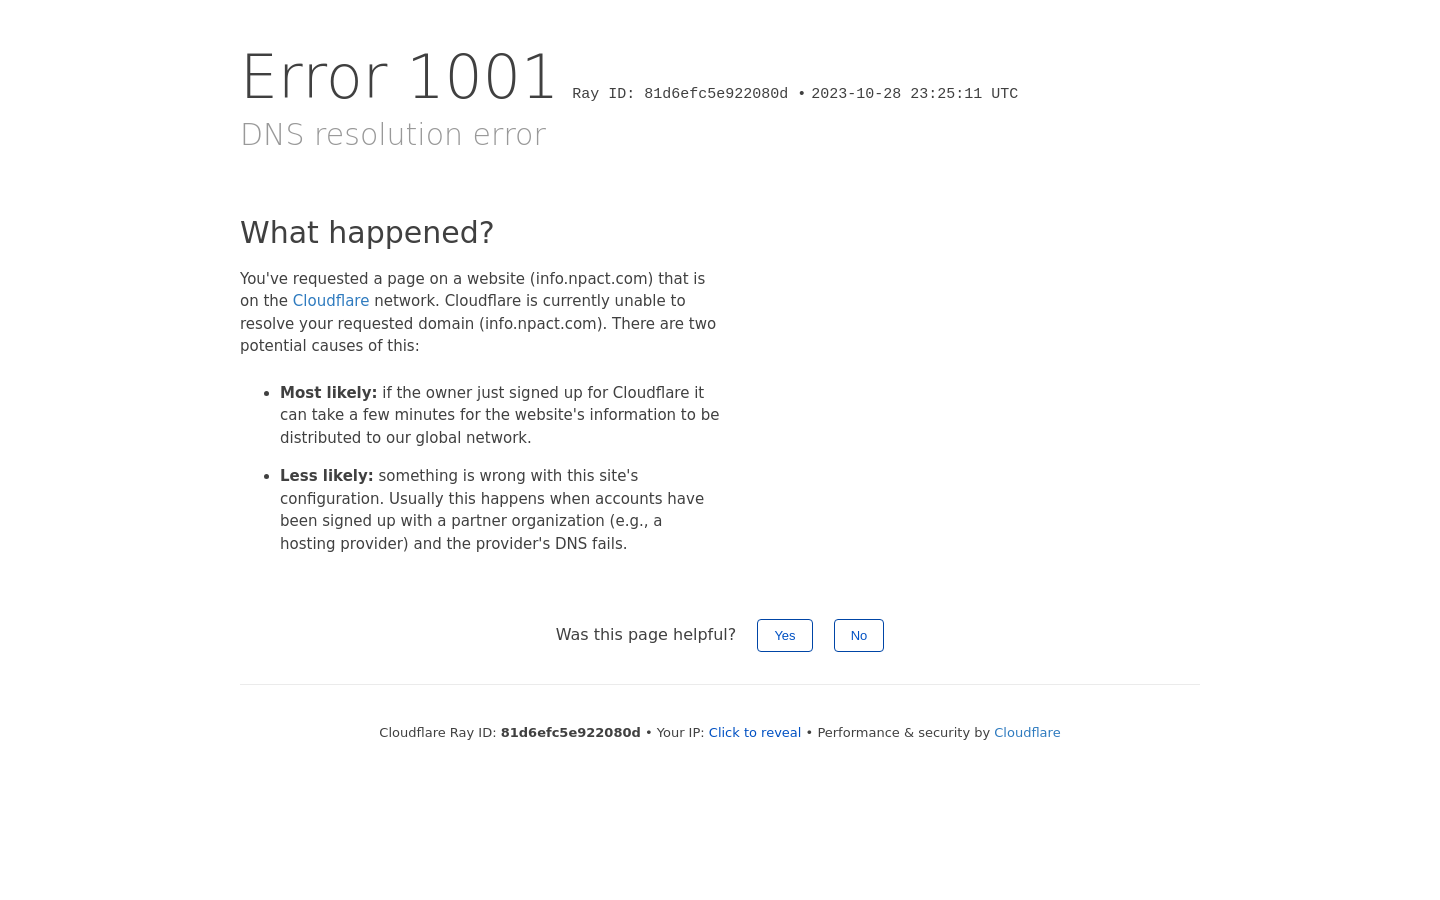 Error 1001 Ray ID: 81d6efc5e922080d • 2023-10-28 23:25:11 UTC
DNS resolution error
What happened?
You've requested a page on a website (info.npact.com) that is
on the Cloudflare network. Cloudflare is currently unable to
resolve your requested domain (info.npact.com). There are two
potential causes of this:
• Most likely: if the owner just signed up for Cloudflare it
can take a few minutes for the website's information to be
distributed to our global network.
• Less likely: something is wrong with this site's
configuration. Usually this happens when accounts have
been signed up with a partner organization (e.g., a
hosting provider) and the provider's DNS fails.
Was this page helpful? Yes No
Cloudflare Ray ID: 81d6efc5e922080d • Your IP: Click to reveal • Performance & security by Cloudflare